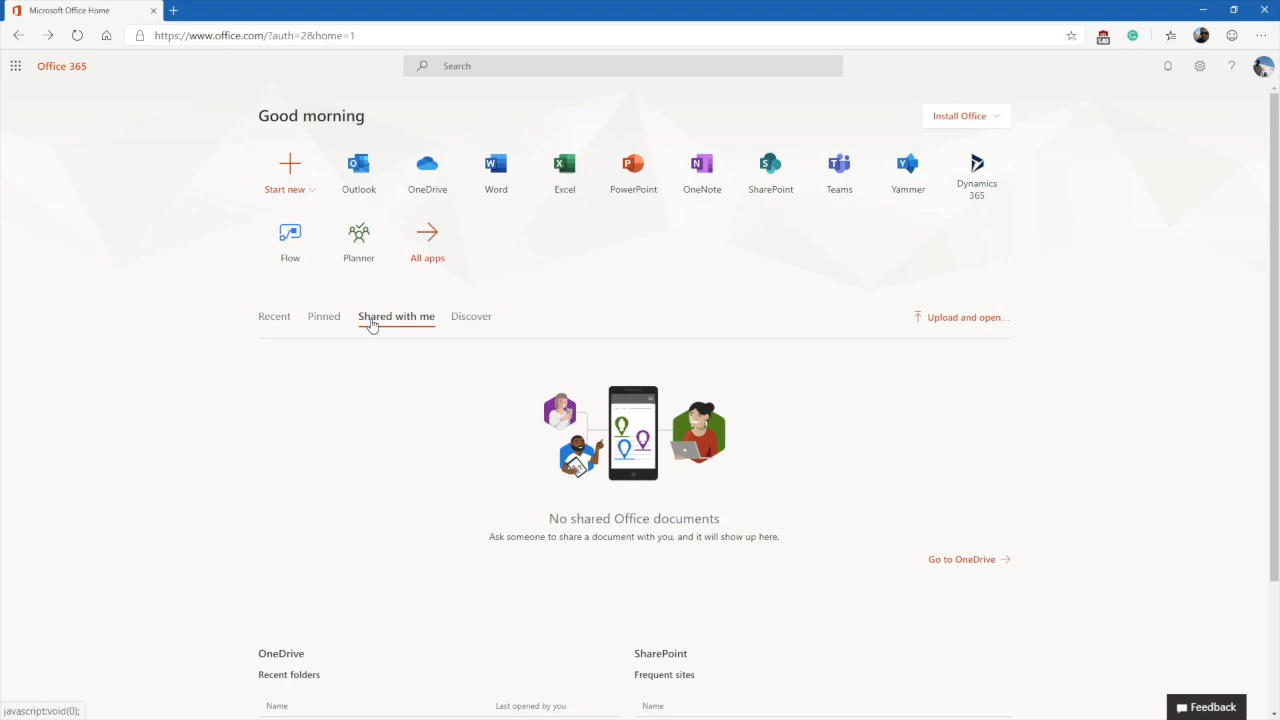 Microsoft Office Home
https://www.office.com/?auth=2&home=1
Office 365
Search
Good morning
Install Office
Start new
Outlook
OneDrive
Word
Excel
PowerPoint
OneNote
SharePoint
Teams
Yammer
Dynamics
365
Flow
Planner
All apps
Recent
Pinned
Shared with me
Discover
Upload and open...
No shared Office documents
Ask someone to share a document with you, and it will show up here.
Go to OneDrive
OneDrive
SharePoint
Recent folders
Frequent sites
Name
Last opened by you
Name
javascript:void(0);
Feedback